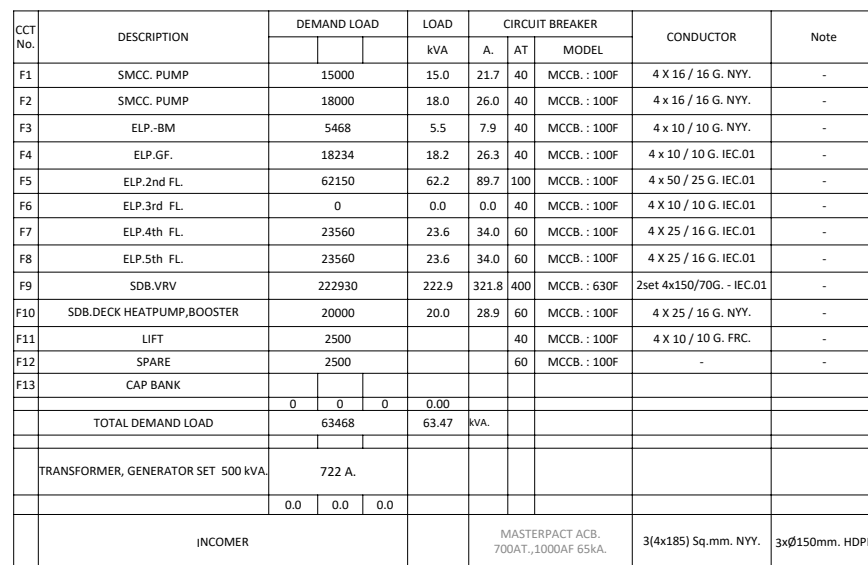 CCT No. DESCRIPTION DEMAND LOAD LOAD CIRCUIT BREAKER CONDUCTOR Note
kVA A. AT MODEL
F1 SMCC. PUMP 15000 15.0 21.7 40 MCCB. : 100F 4 X 16 / 16 G. NYY. -
F2 SMCC. PUMP 18000 18.0 26.0 40 MCCB. : 100F 4 x 16 / 16 G. NYY. -
F3 ELP.-BM 5468 5.5 7.9 40 MCCB. : 100F 4 x 10 / 10 G. NYY. -
F4 ELP.GF. 18234 18.2 26.3 40 MCCB. : 100F 4 x 10 / 10 G. IEC.01 -
F5 ELP.2nd FL. 62150 62.2 89.7 100 MCCB. : 100F 4 x 50 / 25 G. IEC.01 -
F6 ELP.3rd FL. 0 0.0 0.0 40 MCCB. : 100F 4 X 10 / 10 G. IEC.01 -
F7 ELP.4th FL. 23560 23.6 34.0 60 MCCB. : 100F 4 X 25 / 16 G. IEC.01 -
F8 ELP.5th FL. 23560 23.6 34.0 60 MCCB. : 100F 4 X 25 / 16 G. IEC.01 -
F9 SDB.VRV 222930 222.9 321.8 400 MCCB. : 630F 2set 4x150/70G. - IEC.01 -
F10 SDB.DECK HEATPUMP,BOOSTER 20000 20.0 28.9 60 MCCB. : 100F 4 X 25 / 16 G. NYY. -
F11 LIFT 2500 40 MCCB. : 100F 4 X 10 / 10 G. FRC. -
F12 SPARE 2500 60 MCCB. : 100F - -
F13 CAP BANK
0 0 0 0.00
TOTAL DEMAND LOAD 63468 63.47 kVA.
TRANSFORMER, GENERATOR SET 500 kVA. 722 A.
0.0 0.0 0.0
INCOMER MASTERPACT ACB. 3(4x185) Sq.mm. NYY. 3xØ150mm. HDP
700AT.,1000AF 65kA.